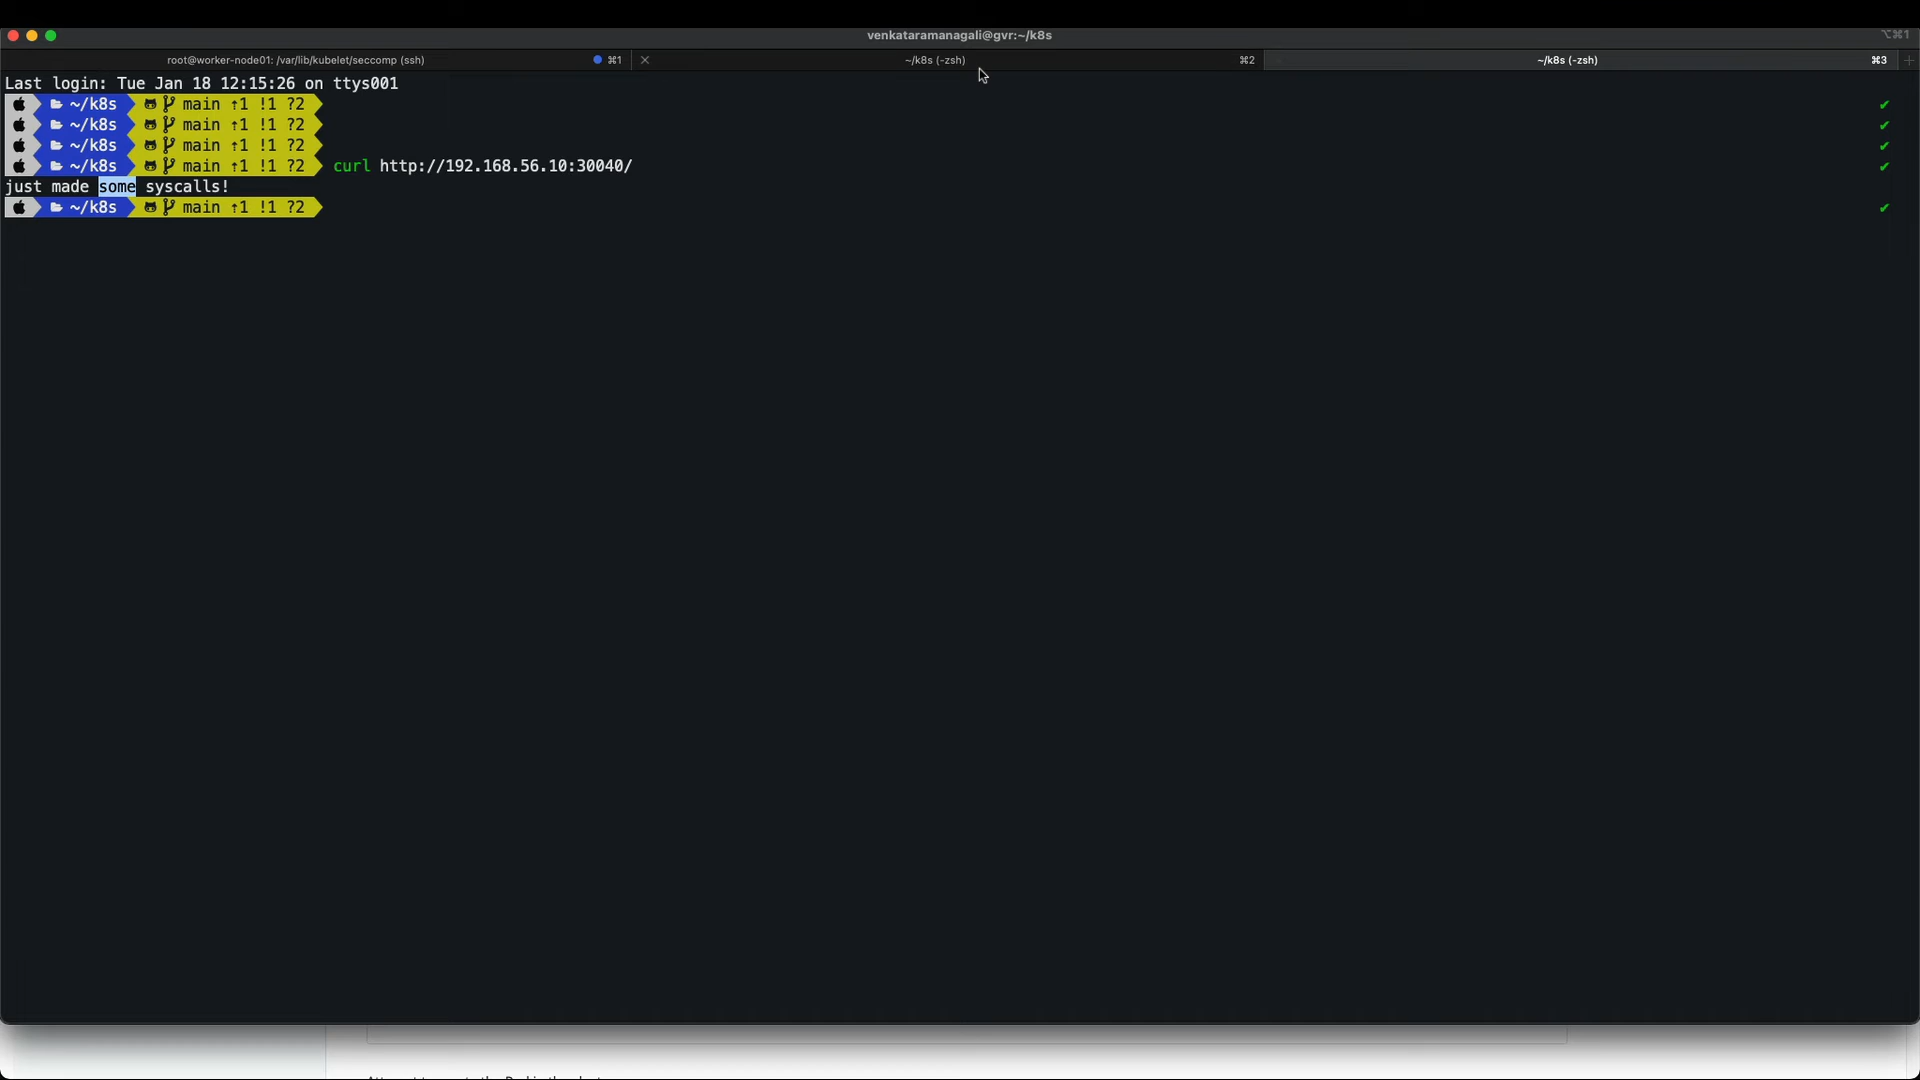 venkataramanagali@gvr:~/k8s
⌥⌘1
root@worker-node01: /var/lib/kubelet/seccomp (ssh) ⌘1
~/k8s (-zsh) ⌘2
~/k8s (-zsh) ⌘3
Last login: Tue Jan 18 12:15:26 on ttys001
~/k8s main ⇡1 !1 ?2 ✔
~/k8s main ⇡1 !1 ?2 ✔
~/k8s main ⇡1 !1 ?2 ✔
~/k8s main ⇡1 !1 ?2 curl http://192.168.56.10:30040/ ✔
just made some syscalls!
~/k8s main ⇡1 !1 ?2 ✔